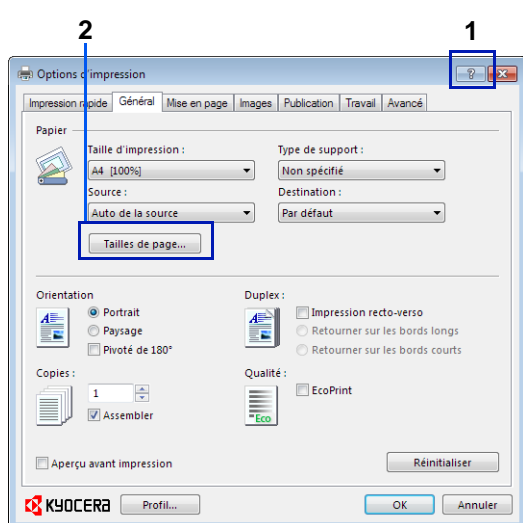 2 1
Options d'impression
Impression rapide Général Mise en page Images Publication Travail Avancé
Papier
Taille d'impression : Type de support :
A4 [100%] Non spécifié
Source : Destination :
Auto de la source Par défaut
Tailles de page...
Orientation Duplex :
Portrait Impression recto-verso
Paysage Retourner sur les bords longs
Pivoté de 180° Retourner sur les bords courts
Copies : Qualité :
1 EcoPrint
Assembler
Eco
Aperçu avant impression Réinitialiser
KYOCERA Profil... OK Annuler